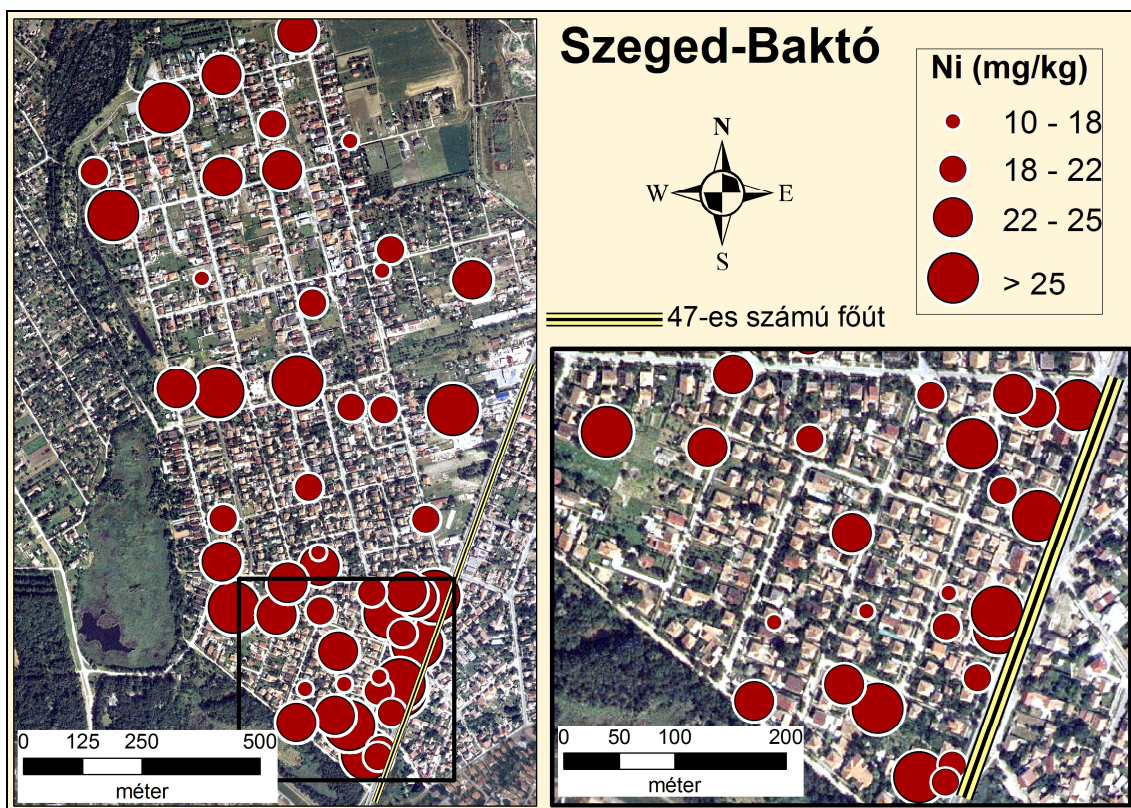 Szeged-Baktó
Ni (mg/kg)
10 - 18
18 - 22
22 - 25
> 25
N
W E
S
47-es számú főút
0 125 250 500
méter
0 50 100 200
méter